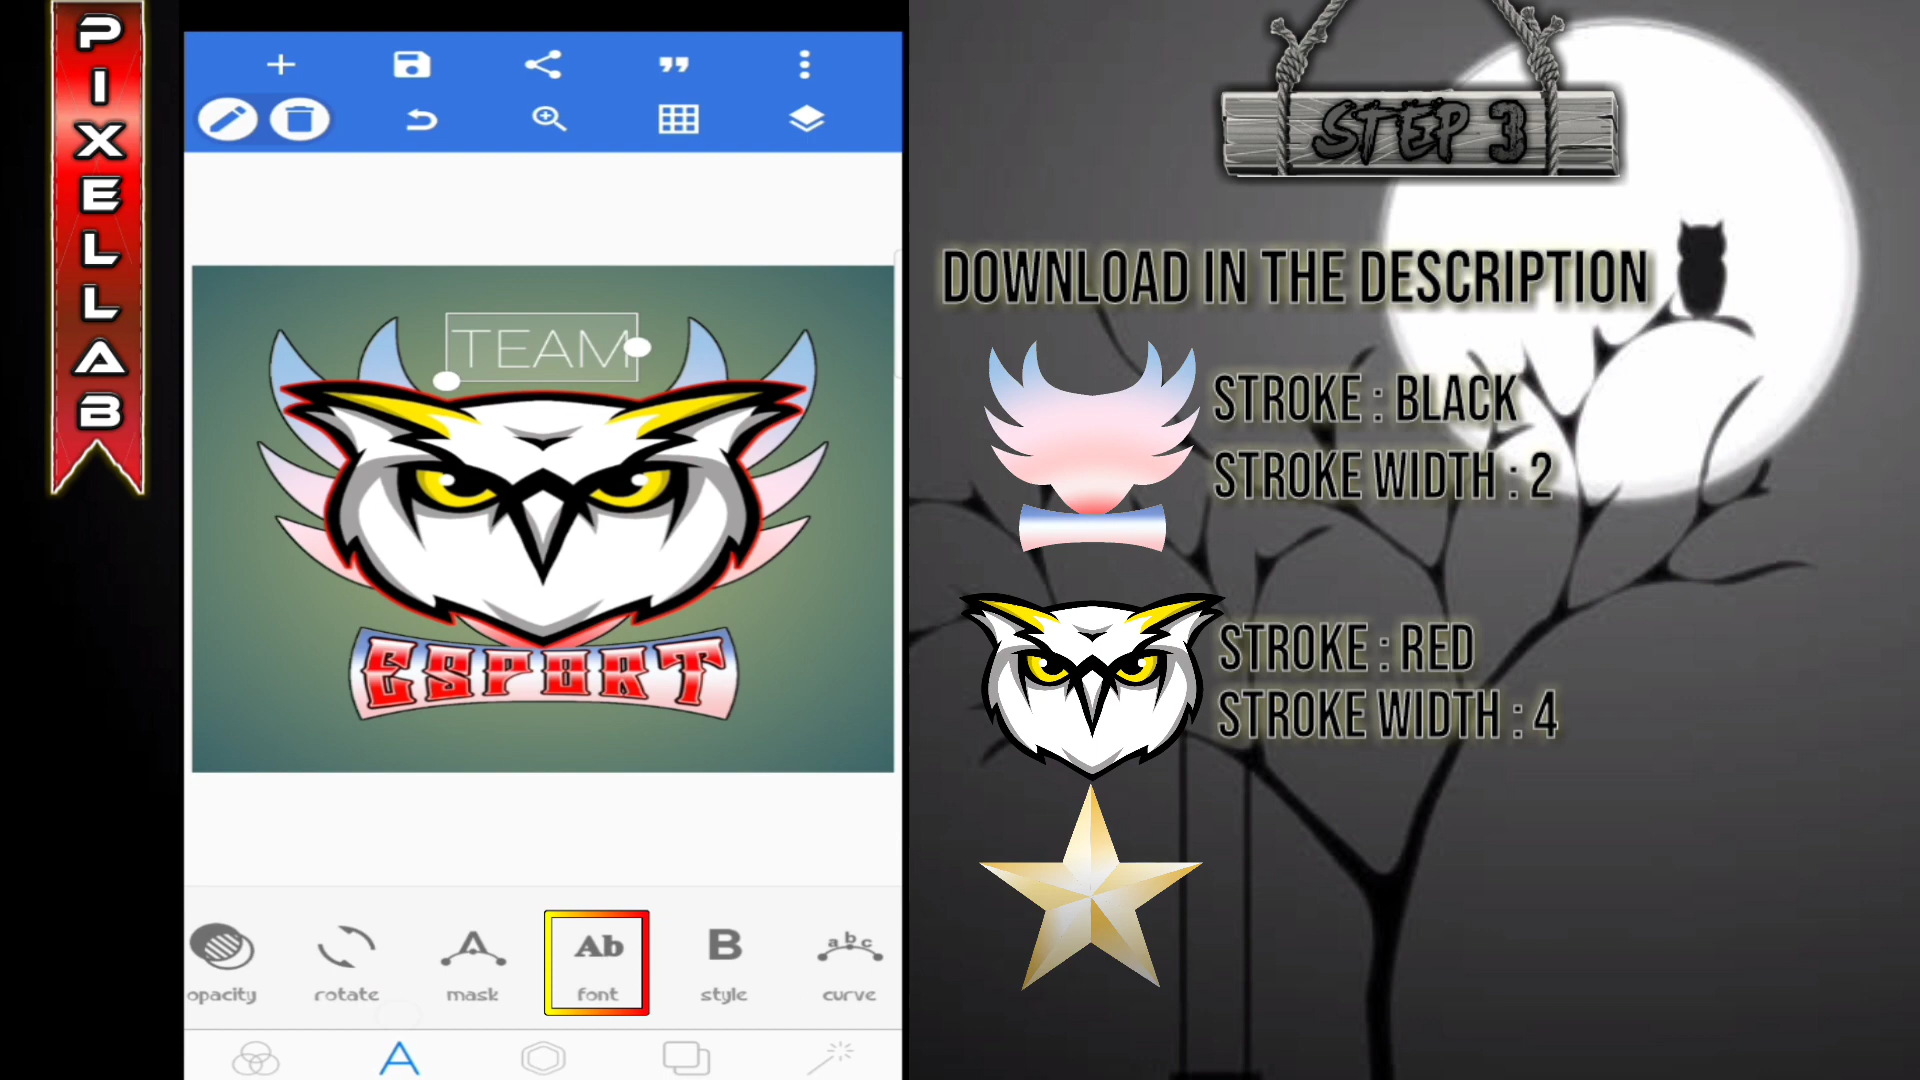 PIXELLAB
TEAM
ESPORT
opacity
rotate
mask
Ab
font
B
style
abc
curve
A
STEP 3
DOWNLOAD IN THE DESCRIPTION
STROKE : BLACK
STROKE WIDTH : 2
STROKE : RED
STROKE WIDTH : 4